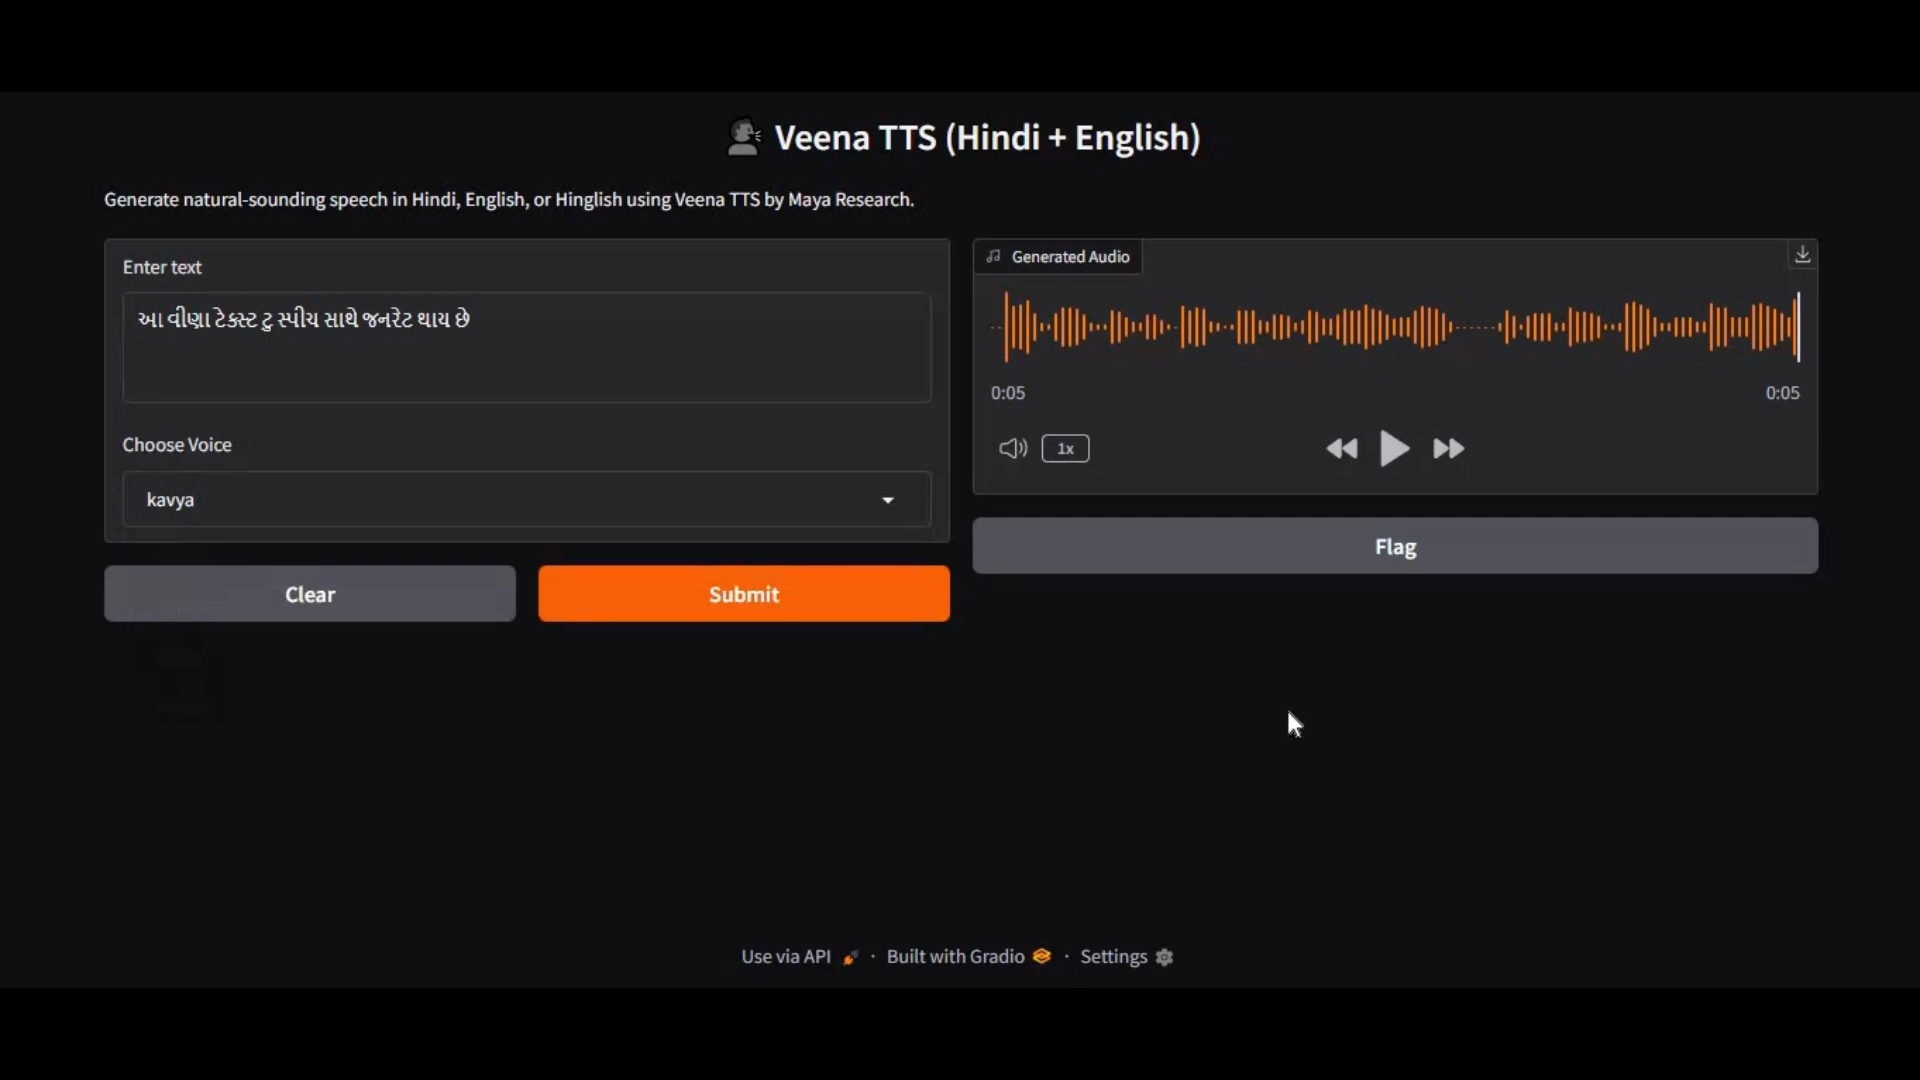 Veena TTS (Hindi + English)
Generate natural-sounding speech in Hindi, English, or Hinglish using Veena TTS by Maya Research.
Enter text
આ વીણા ટેક્સ્ટ ટુ સ્પીચ સાથે જનરેટ થાય છે
Choose Voice
kavya
Clear
Submit
Generated Audio
0:05
0:05
1x
Flag
Use via API · Built with Gradio · Settings